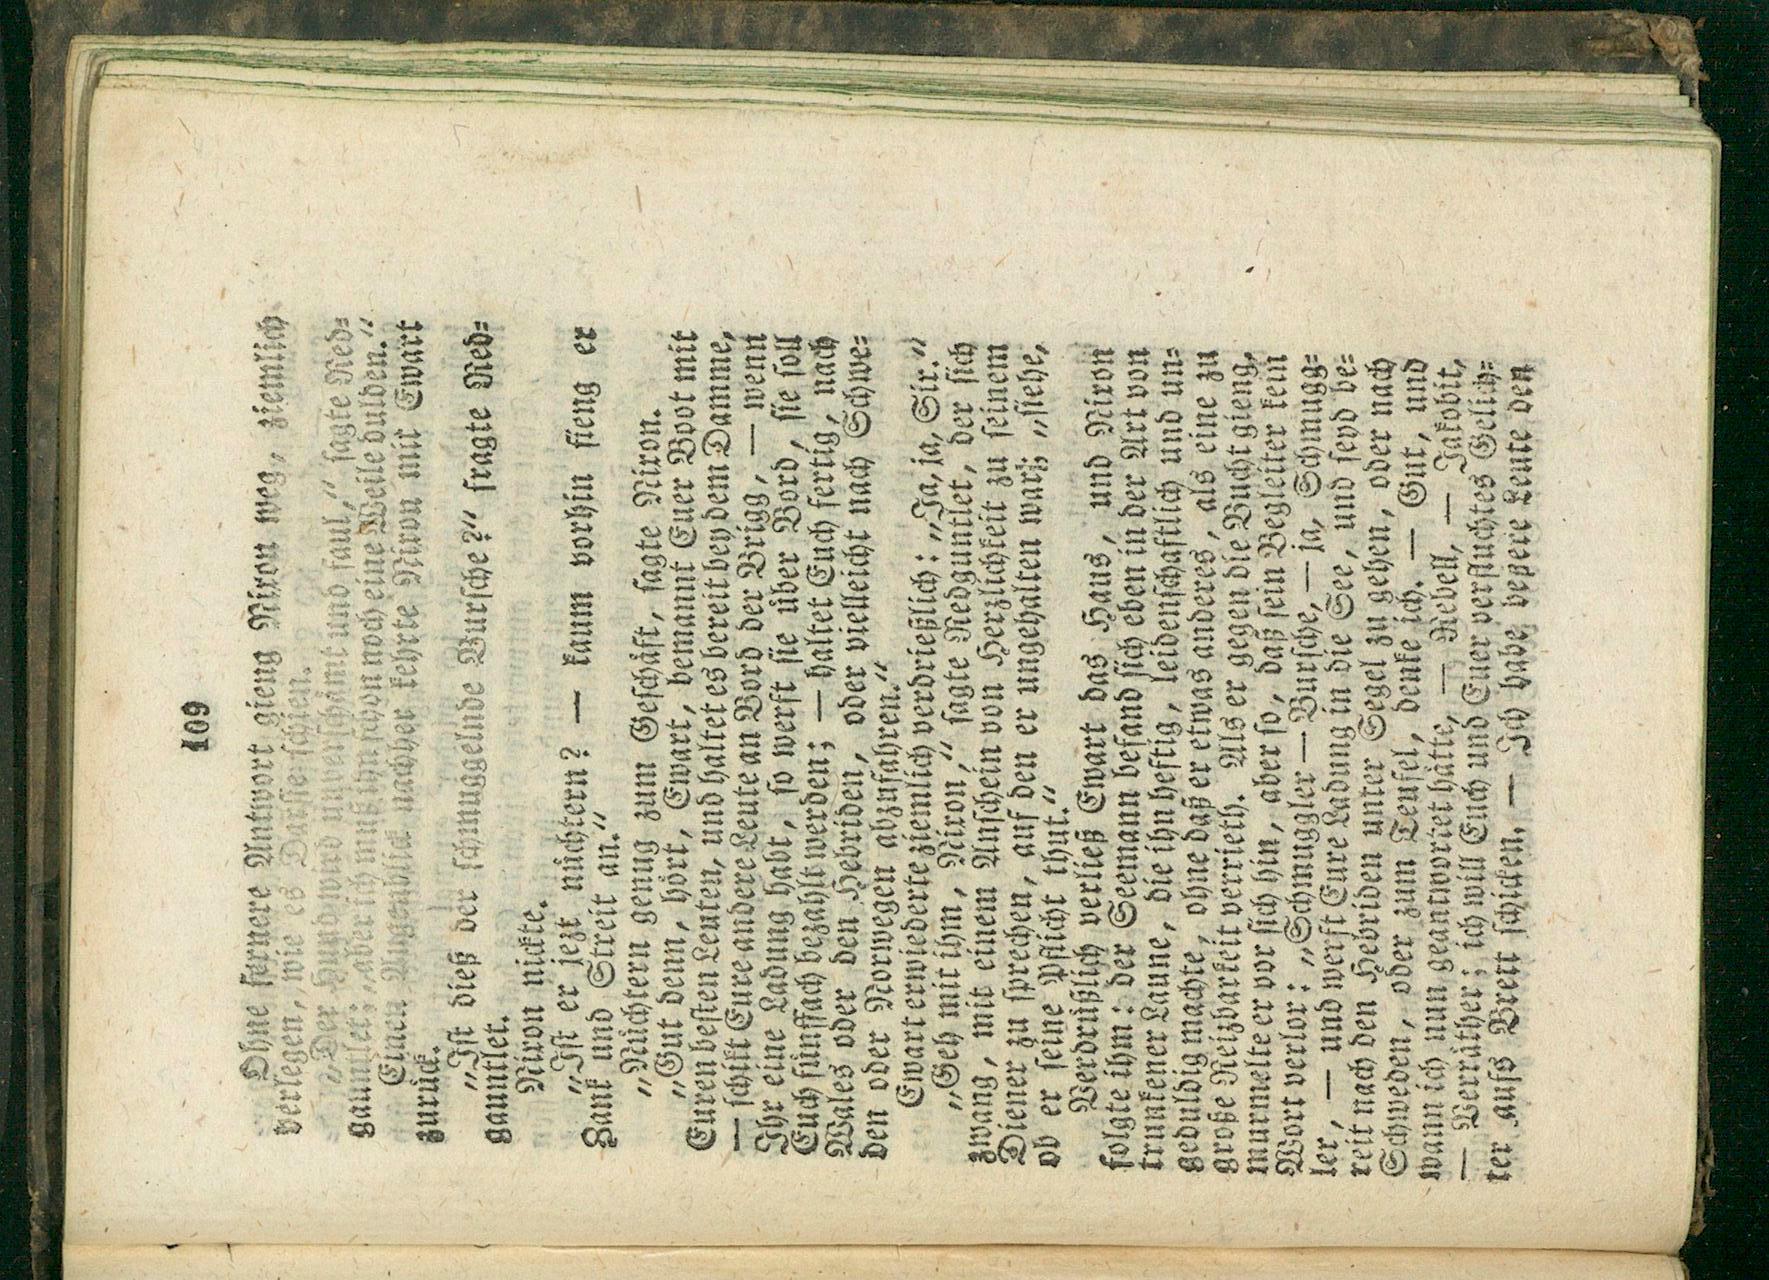 109
Ohne fernere Antwort gieng Nixon weg, ziemlich
verlegen, wie es Darsie schien.
„Der Hund wird unverschämt und faul,“ sagte Red-
gauntlet; „aber ich muß ihn schon noch eine Weile dulden.“
Einen Augenblick nachher kehrte Nixon mit Ewart
zurück.
„Ist dieß der schmuggelnde Bursche?“ fragte Red-
gauntlet.
Nixon nickte.
„Ist er jezt nüchtern? — kaum vorhin fieng er
Zank und Streit an.“
„Nüchtern genug zum Geschäft, sagte Nixon.
„Gut denn, hört, Ewart, bemannt Euer Boot mit
Euren besten Leuten, und haltet es bereit bey dem Damme,
— schikt Eure andere Leute an Bord der Brigg, — wenn
Ihr eine Ladung habt, so werft sie über Bord, sie soll
Euch fünffach bezahlt werden; — haltet Euch fertig, nach
Wales oder den Hebriden, oder vielleicht nach Schwe-
den oder Norwegen abzufahren.“
Ewart erwiederte ziemlich verdrießlich: „Ja, ja, Sir.“
„Geh mit ihm, Nixon,“ sagte Redguntlet, der sich
zwang, mit einem Anschein von Herzlichkeit zu seinem
Diener zu sprechen, auf den er ungehalten war; „siehe,
ob er seine Pflicht thut.“
Verdrüßlich verließ Ewart das Haus, und Nixon
folgte ihm: der Seemann befand sich eben in der Art von
trunkener Laune, die ihn heftig, leidenschaftlich und un-
geduldig machte, ohne daß er etwas anderes, als eine zu
große Reizbarkeit verrieth. Als er gegen die Bucht gieng,
mummelte er vor sich hin, aber so, daß sein Begleiter kein
Wort verlor: „Schmuggler — Bursche, — ja, Schmugg-
ler, — und werft Eure Ladung in die See, und seyd be-
reit nach den Hebriden unter Segel zu gehen, oder nach
Schweden, oder zum Teufel, denke ich. — Gut, und
wann ich nun geantwortet hätte, — Rebell, — Jakobit,
— Verräther; ich will Euch und Euer verfluchtes Gelich-
ter aufs Brett schicken. — Ich habe beßere Leute den